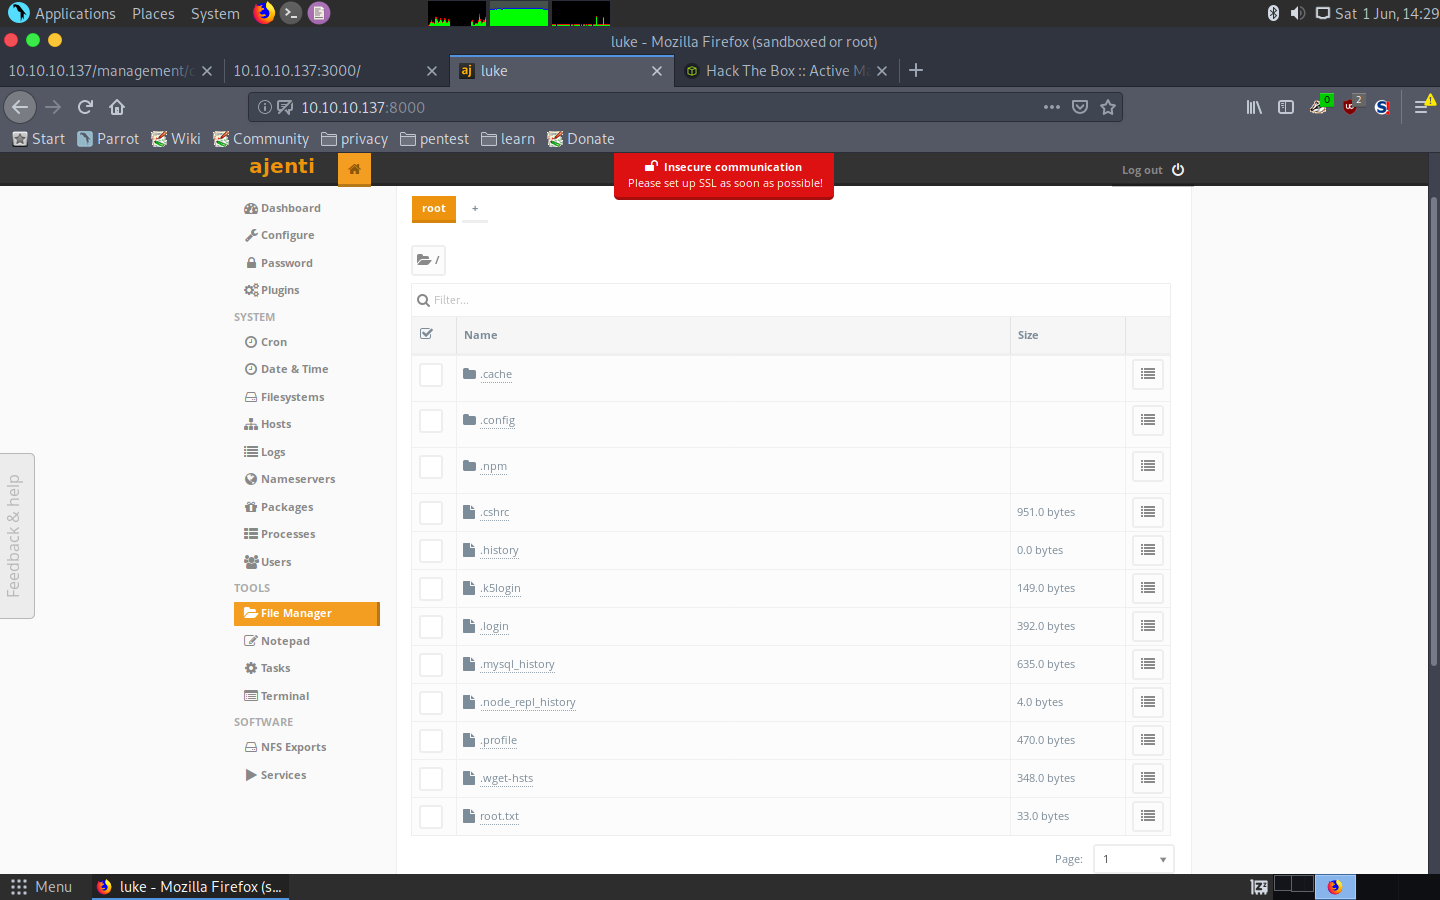 Applications Places System Sat 1 Jun, 14:29
luke - Mozilla Firefox (sandboxed or root)
10.10.10.137/management/ 10.10.10.137:3000/ aj luke Hack The Box :: Active
10.10.10.137:8000 0 2
Start Parrot Wiki Community privacy pentest learn Donate
ajenti
Insecure communication
Please set up SSL as soon as possible!
Log out
Dashboard
Configure
Password
Plugins
SYSTEM
Cron
Date & Time
Filesystems
Hosts
Logs
Nameservers
Packages
Processes
Users
TOOLS
File Manager
Notepad
Tasks
Terminal
SOFTWARE
NFS Exports
Services
Feedback & help
root +
/
Filter...
Name Size
.cache
.config
.npm
.cshrc 951.0 bytes
.history 0.0 bytes
.k5login 149.0 bytes
.login 392.0 bytes
.mysql_history 635.0 bytes
.node_repl_history 4.0 bytes
.profile 470.0 bytes
.wget-hsts 348.0 bytes
root.txt 33.0 bytes
Page: 1
Menu luke - Mozilla Firefox (s...